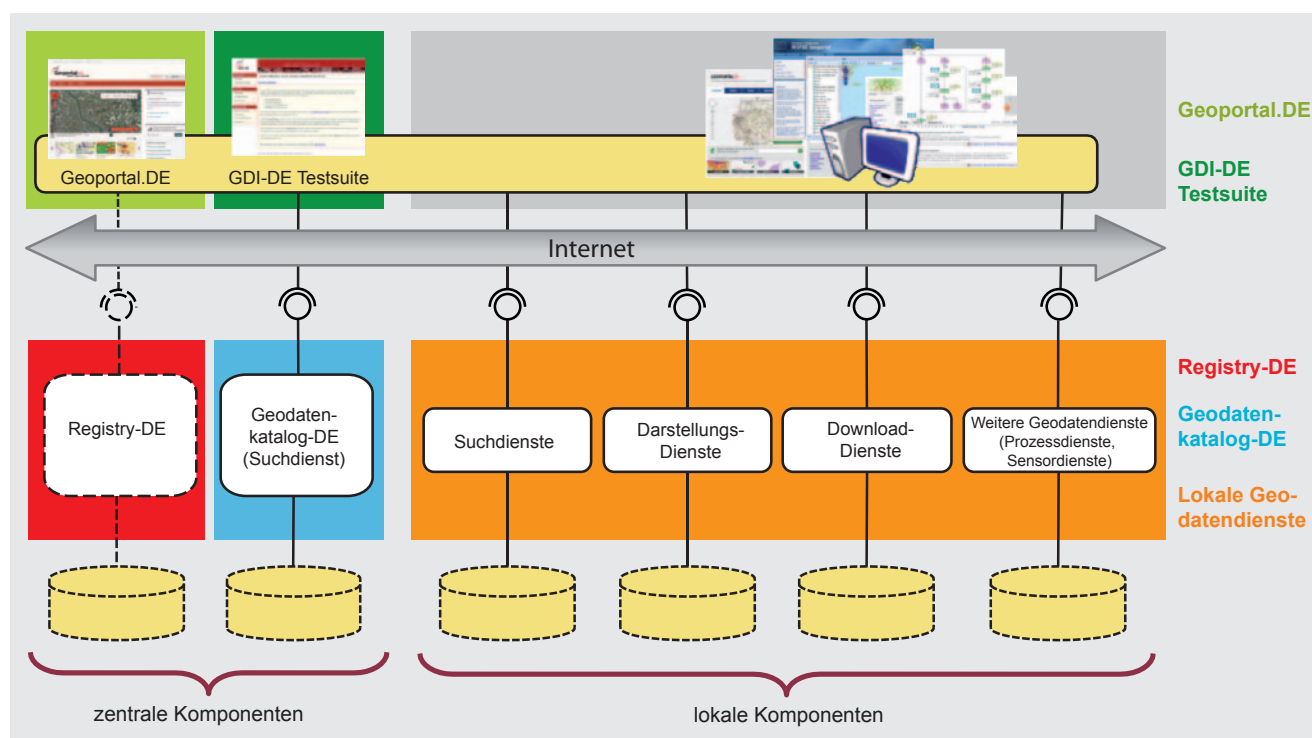 Geoportal.DE
GDI-DE Testsuite
Geoportal.DE
GDI-DE
Testsuite
Internet
Registry-DE
Geodaten-
katalog-DE
(Suchdienst)
Suchdienste
Darstellungs-
Dienste
Download-
Dienste
Weitere Geodatendienste
(Prozessdienste,
Sensordienste)
Registry-DE
Geodaten-
katalog-DE
Lokale Geo-
datendienste
zentrale Komponenten
lokale Komponenten